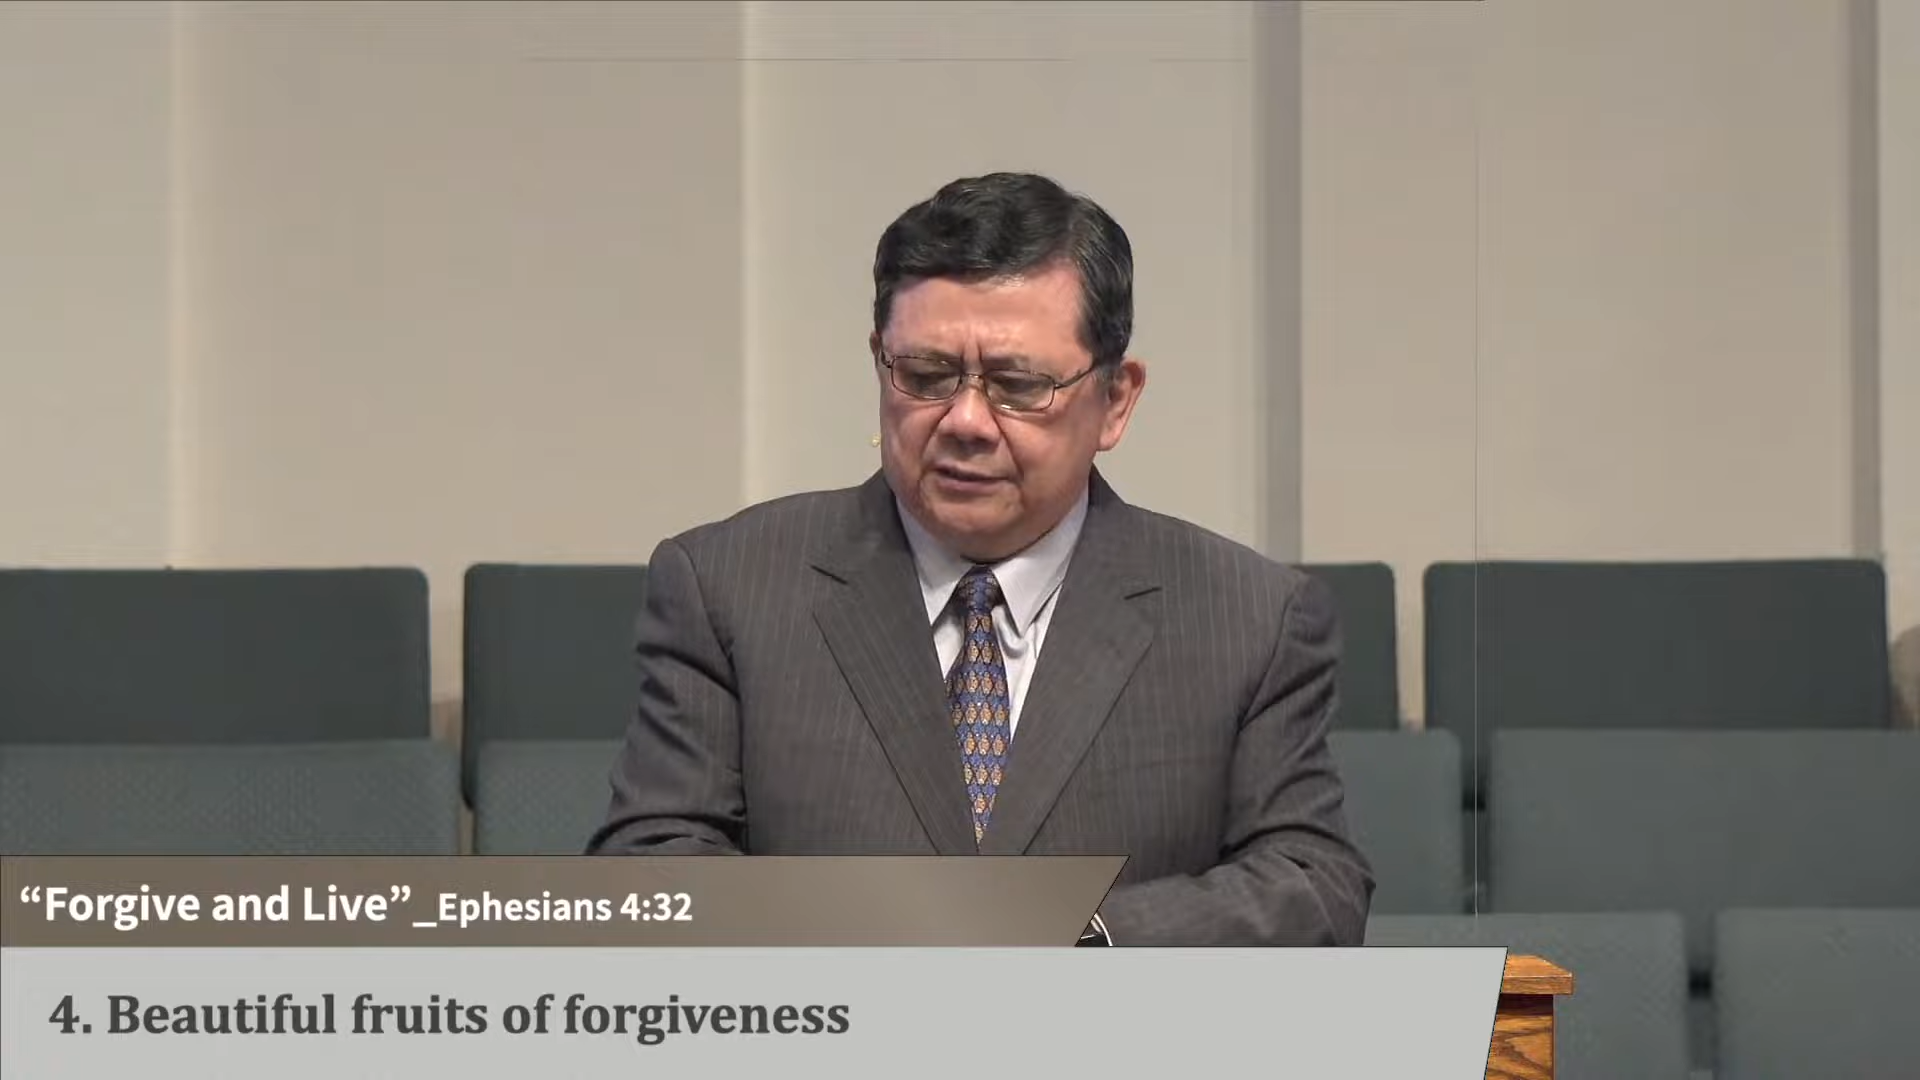 “Forgive and Live”_Ephesians 4:32
4. Beautiful fruits of forgiveness